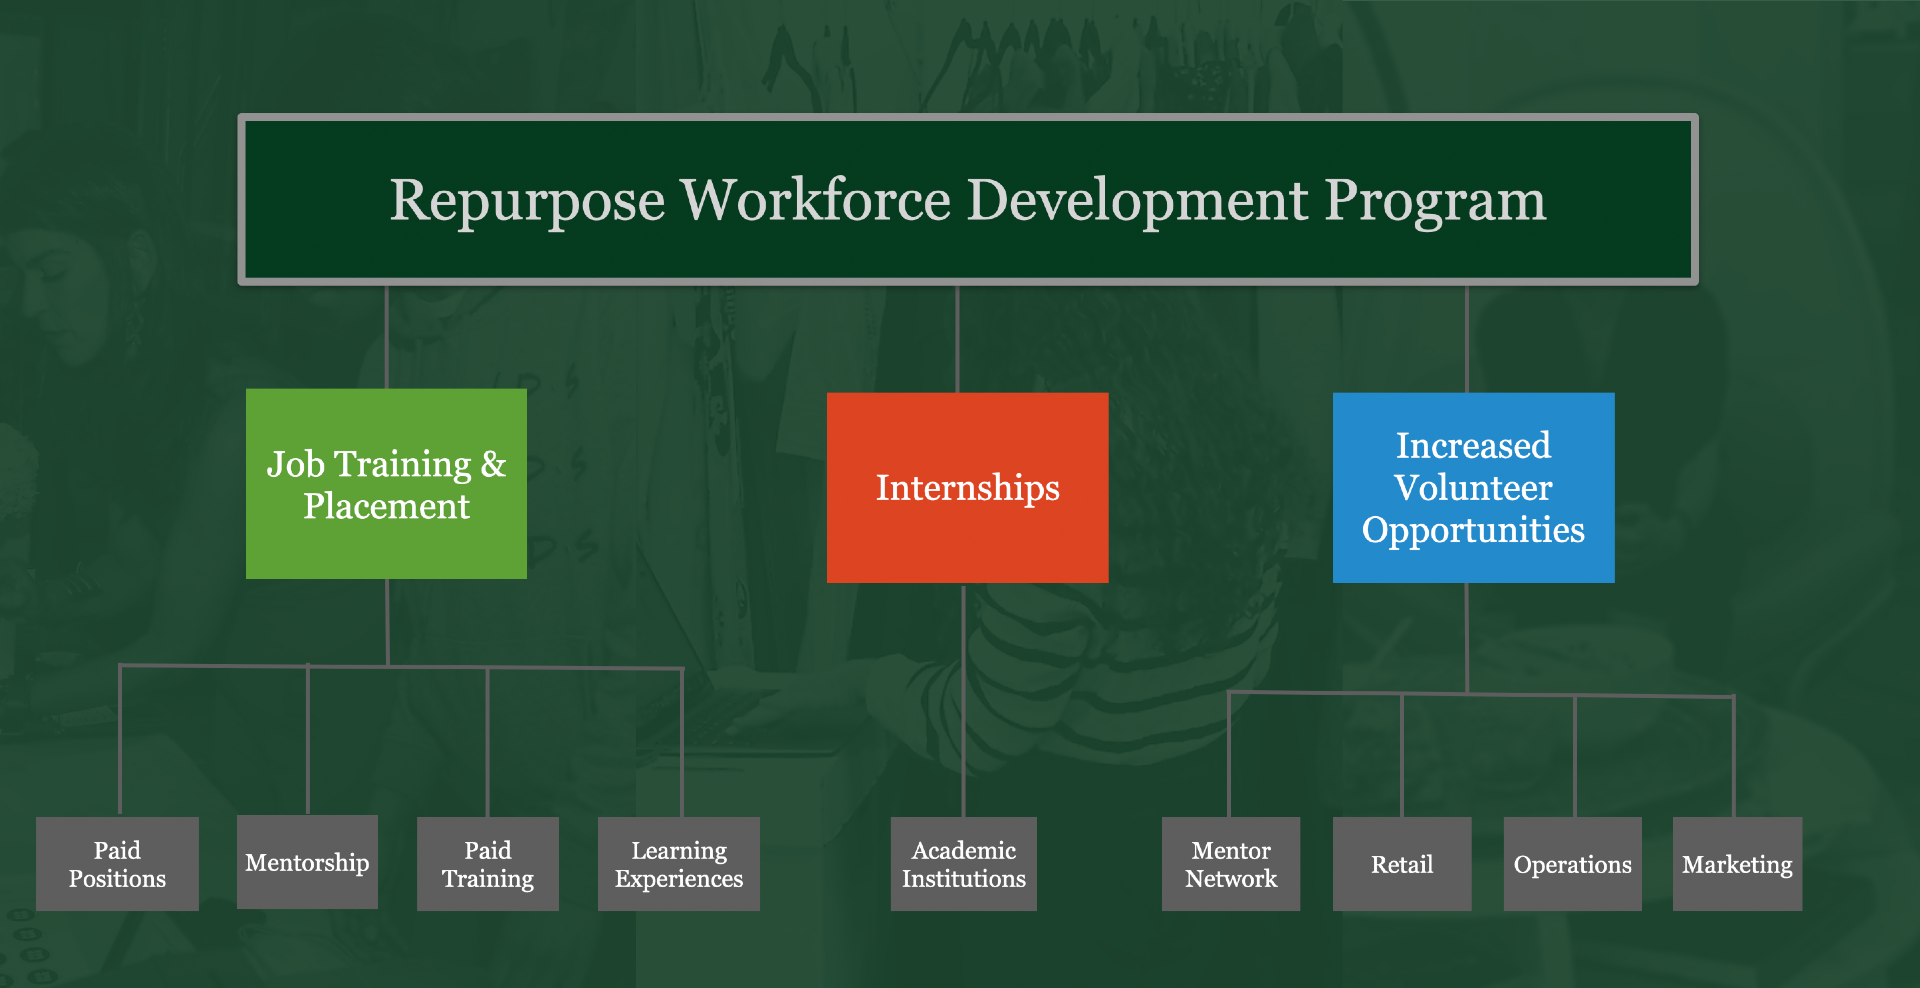 Repurpose Workforce Development Program
Job Training &
Placement
Internships
Increased
Volunteer
Opportunities
Paid
Positions
Mentorship
Paid
Training
Learning
Experiences
Academic
Institutions
Mentor
Network
Retail
Operations
Marketing